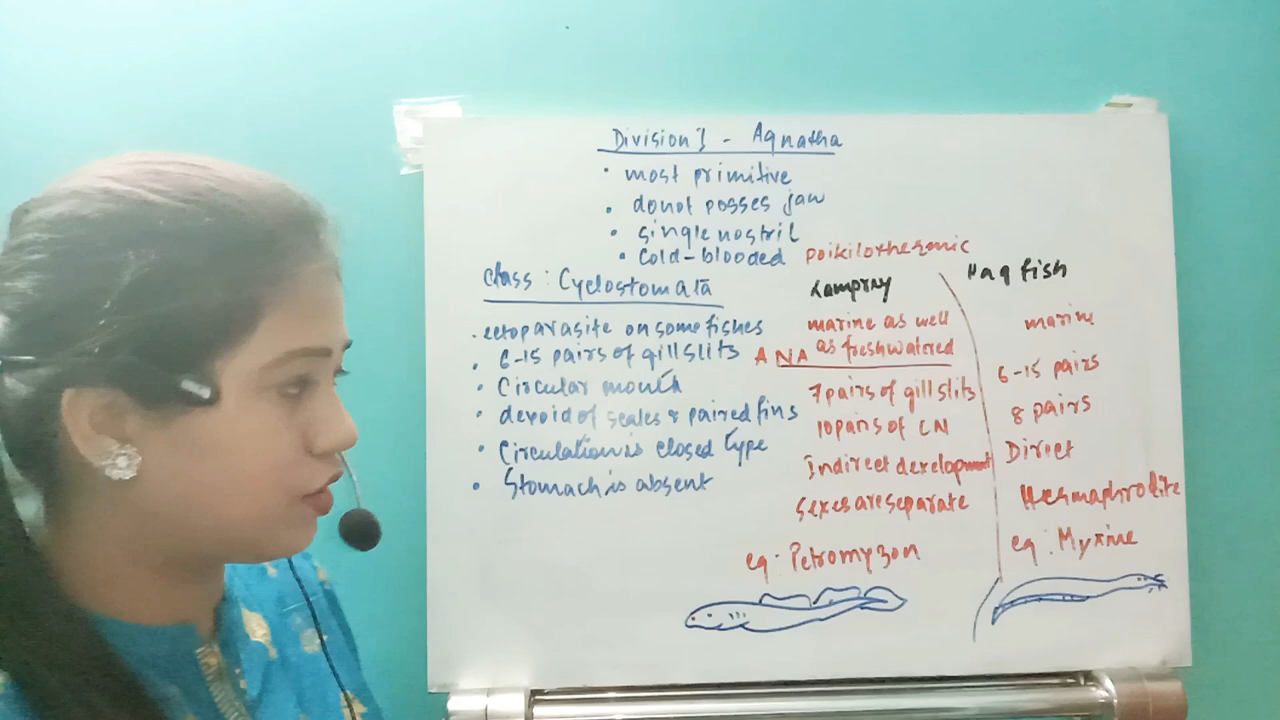 Division I - Agnatha
• most primitive
• donot posses jaw
• single nostril
• Cold-blooded poikilothermic
Class : Cyclostomata
• ectoparasite on some fishes
• 6-15 pairs of gill slits
• Circular mouth
• devoid of scales & paired fins
• Circulation is closed type
• Stomach is absent
Lampray
marine as well
ANA as freshwatered
7 pairs of gill slits
10 pairs of CN
Indirect development
Sexes are separate
eg : Petromyzon
Hag fish
marine
6-15 pairs
8 pairs
Direct
Hermaphrodite
eg : Myxine